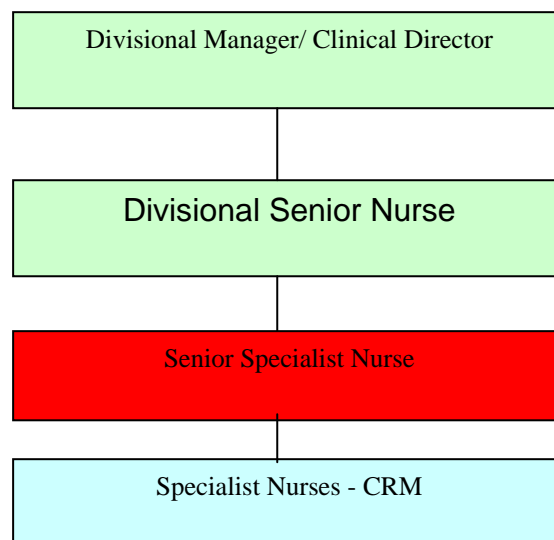 Divisional Manager/ Clinical Director
Divisional Senior Nurse
Senior Specialist Nurse
Specialist Nurses - CRM